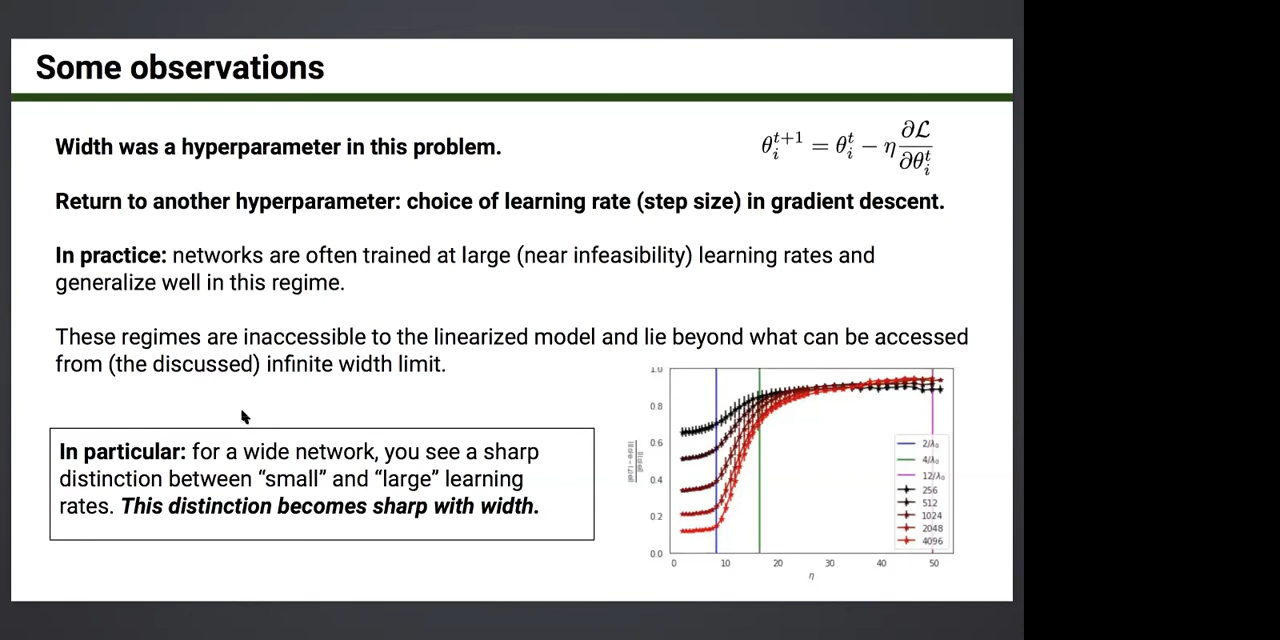 Some observations
Width was a hyperparameter in this problem.
θ_i^{t+1} = θ_i^t − η ∂ℒ/∂θ_i^t
Return to another hyperparameter: choice of learning rate (step size) in gradient descent.
In practice: networks are often trained at large (near infeasibility) learning rates and
generalize well in this regime.
These regimes are inaccessible to the linearized model and lie beyond what can be accessed
from (the discussed) infinite width limit.
In particular: for a wide network, you see a sharp
distinction between “small” and “large” learning
rates. This distinction becomes sharp with width.
1.0
0.8
0.6
0.4
0.2
0.0
0 10 20 30 40 50
η
2/λ₀
4/λ₀
12/λ₀
256
512
1024
2048
4096